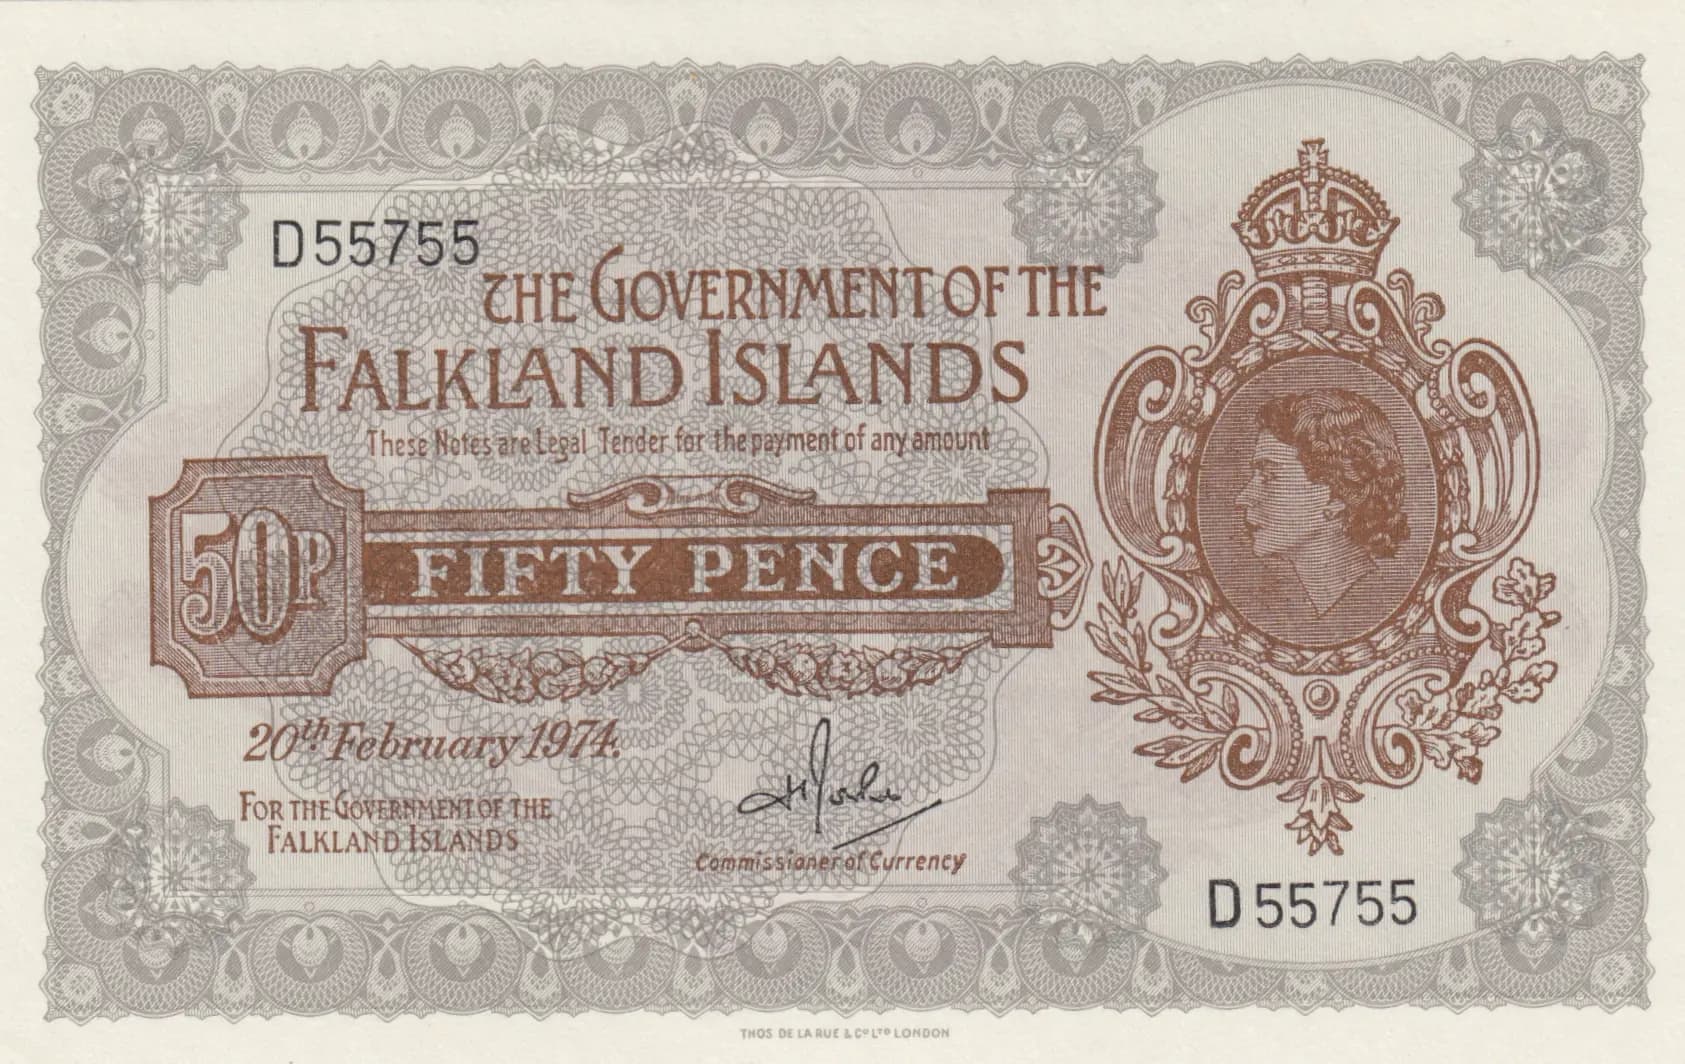 D55755
THE GOVERNMENT OF THE
FALKLAND ISLANDS
These Notes are Legal Tender for the payment of any amount
50P
FIFTY PENCE
20th February 1974.
FOR THE GOVERNMENT OF THE
FALKLAND ISLANDS
Commissioner of Currency
D55755
THOS DE LA RUE & Co LTD LONDON